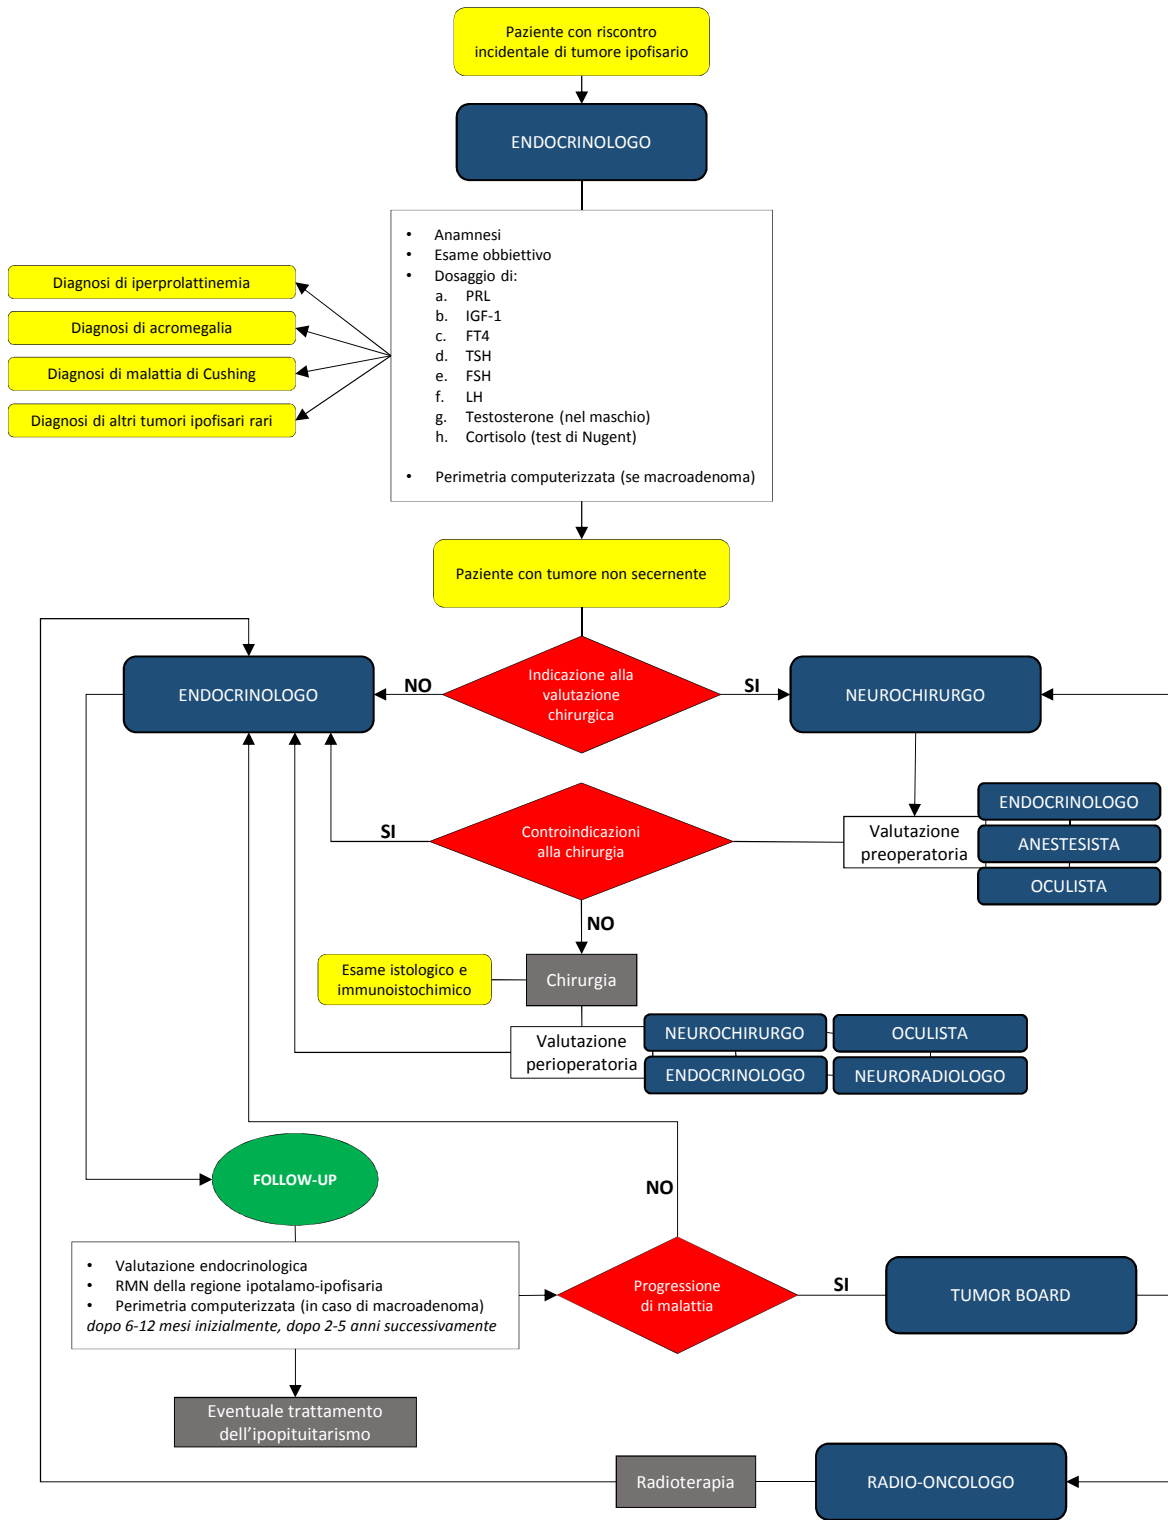 Paziente con riscontro
incidentale di tumore ipofisario
ENDOCRINOLOGO
• Anamnesi
• Esame obbiettivo
• Dosaggio di:
a. PRL
b. IGF-1
c. FT4
d. TSH
e. FSH
f. LH
g. Testosterone (nel maschio)
h. Cortisolo (test di Nugent)
• Perimetria computerizzata (se macroadenoma)
Diagnosi di iperprolattinemia
Diagnosi di acromegalia
Diagnosi di malattia di Cushing
Diagnosi di altri tumori ipofisari rari
Paziente con tumore non secernente
Indicazione alla
valutazione
chirurgica
NO
SI
ENDOCRINOLOGO
NEUROCHIRURGO
Valutazione
preoperatoria
ENDOCRINOLOGO
ANESTESISTA
OCULISTA
Controindicazioni
alla chirurgia
SI
NO
Esame istologico e
immunoistochimico
Chirurgia
Valutazione
perioperatoria
NEUROCHIRURGO
OCULISTA
ENDOCRINOLOGO
NEURORADIOLOGO
FOLLOW-UP
NO
• Valutazione endocrinologica
• RMN della regione ipotalamo-ipofisaria
• Perimetria computerizzata (in caso di macroadenoma)
dopo 6-12 mesi inizialmente, dopo 2-5 anni successivamente
Progressione
di malattia
SI
TUMOR BOARD
Eventuale trattamento
dell'ipopituitarismo
Radioterapia
RADIO-ONCOLOGO